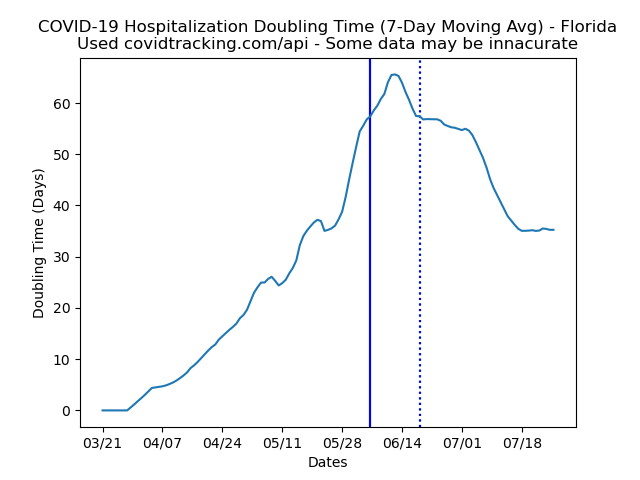 COVID-19 Hospitalization Doubling Time (7-Day Moving Avg) - Florida
Used covidtracking.com/api - Some data may be innacurate
60
50
40
30
20
10
0
Doubling Time (Days)
03/21 04/07 04/24 05/11 05/28 06/14 07/01 07/18
Dates